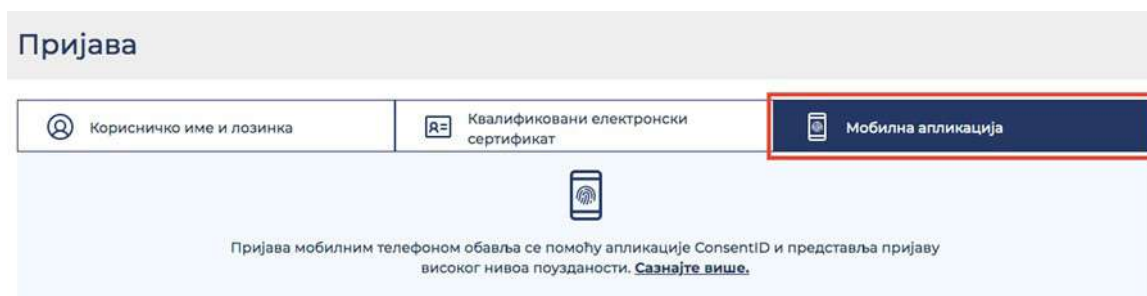 Пријава
Корисничко име и лозинка
Квалификовани електронски
сертификат
Мобилна апликација
Пријава мобилним телефоном обавља се помоћу апликације ConsentID и представља пријаву
високог нивоа поузданости. Сазнајте више.